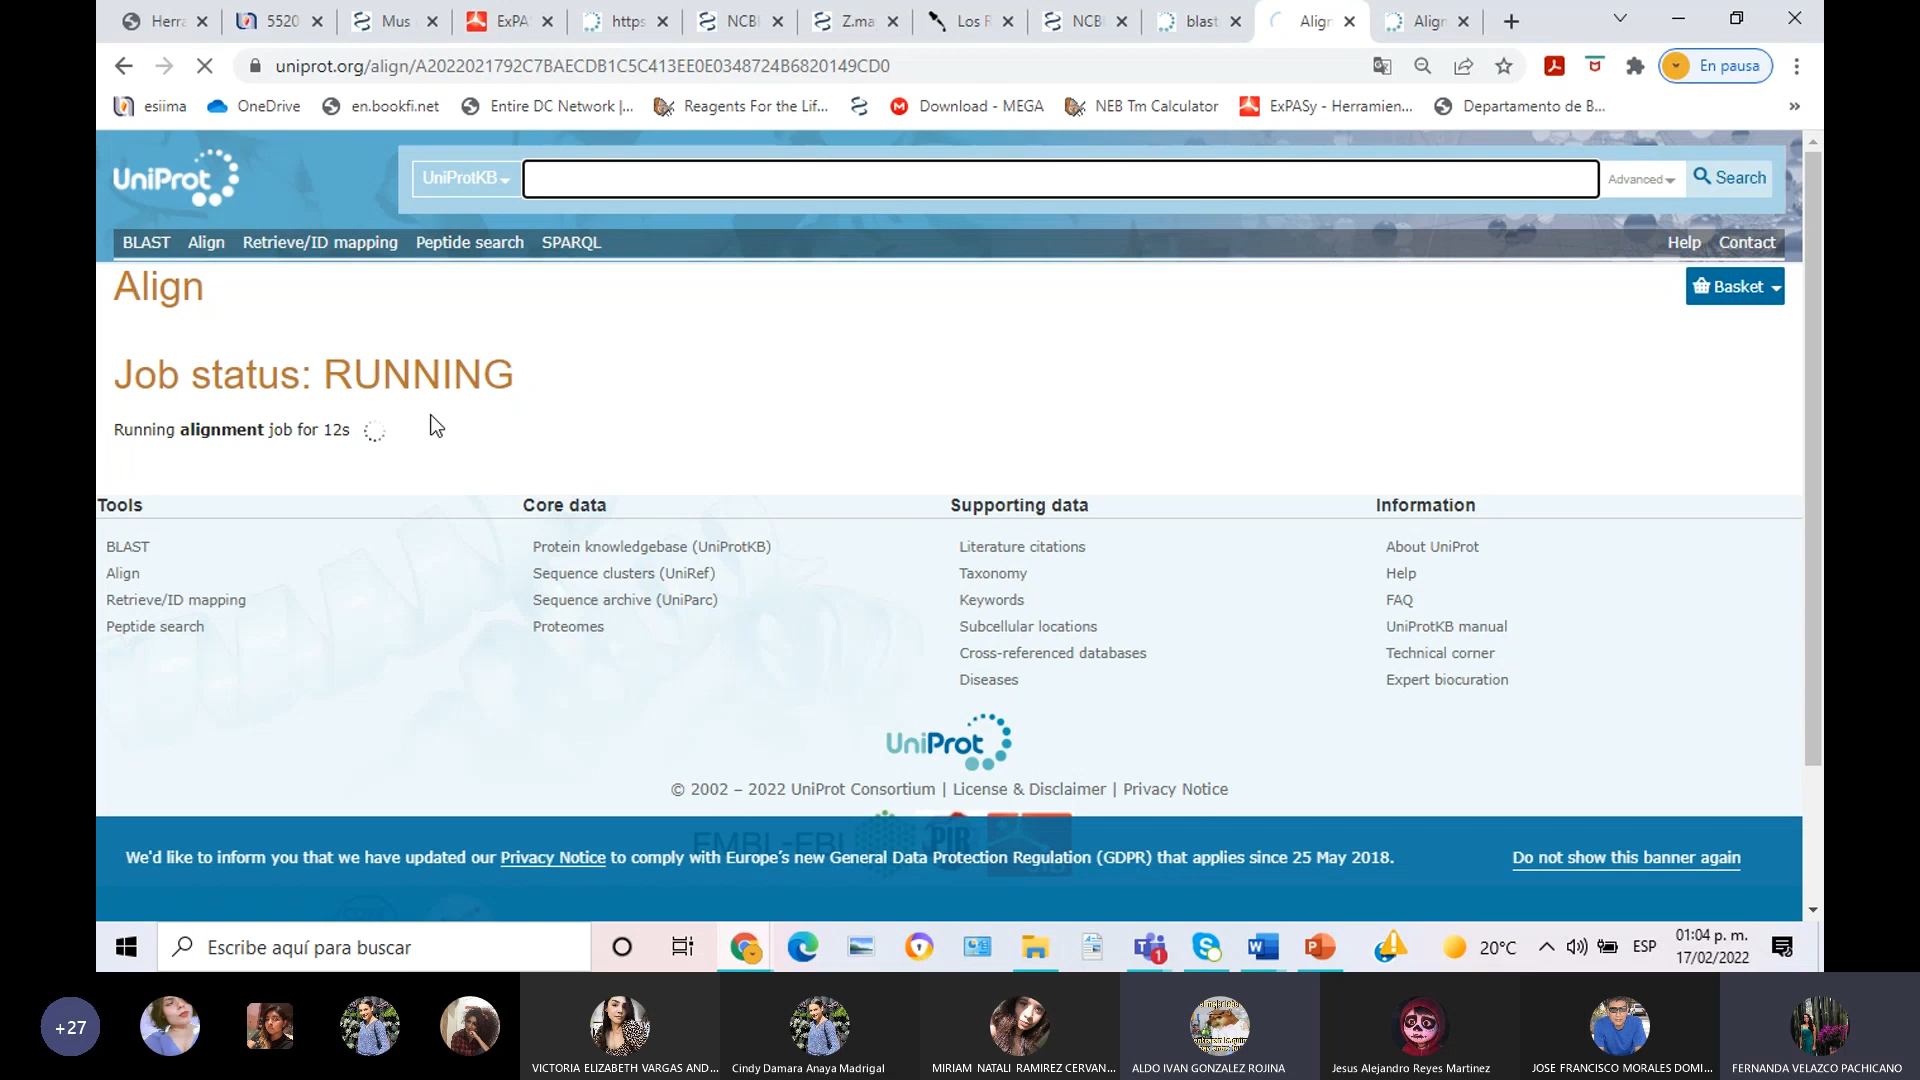 Herra
5520
Mus
ExPA
https
NCBI
Z.ma
Los R
NCBI
blast
Align
Align
uniprot.org/align/A2022021792C7BAECDB1C5C413EE0E0348724B6820149CD0
En pausa
esiima
OneDrive
en.bookfi.net
Entire DC Network |...
Reagents For the Lif...
Download - MEGA
NEB Tm Calculator
ExPASy - Herramien...
Departamento de B...
»
UniProt
UniProtKB
Advanced
Search
BLAST Align Retrieve/ID mapping Peptide search SPARQL
Help Contact
Align
Basket
Job status: RUNNING
Running alignment job for 12s
Tools
BLAST
Align
Retrieve/ID mapping
Peptide search
Core data
Protein knowledgebase (UniProtKB)
Sequence clusters (UniRef)
Sequence archive (UniParc)
Proteomes
Supporting data
Literature citations
Taxonomy
Keywords
Subcellular locations
Cross-referenced databases
Diseases
Information
About UniProt
Help
FAQ
UniProtKB manual
Technical corner
Expert biocuration
UniProt
© 2002 – 2022 UniProt Consortium | License & Disclaimer | Privacy Notice
EMBL-EBI
PIR
We'd like to inform you that we have updated our Privacy Notice to comply with Europe's new General Data Protection Regulation (GDPR) that applies since 25 May 2018.
Do not show this banner again
Escribe aquí para buscar
1
20°C
ESP
01:04 p. m.
17/02/2022
+27
VICTORIA ELIZABETH VARGAS AND...
Cindy Damara Anaya Madrigal
MIRIAM NATALI RAMIREZ CERVAN...
ALDO IVAN GONZALEZ ROJINA
Jesus Alejandro Reyes Martinez
JOSE FRANCISCO MORALES DOMI...
FERNANDA VELAZCO PACHICANO